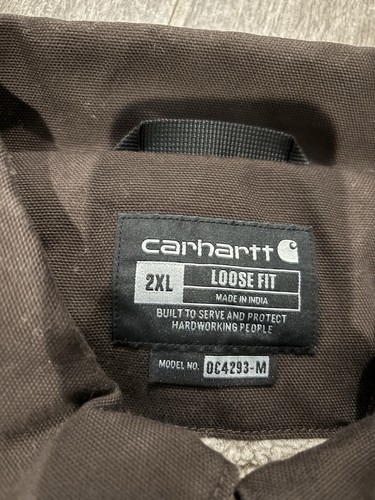 carhartt
2XL LOOSE FIT
MADE IN INDIA
BUILT TO SERVE AND PROTECT
HARDWORKING PEOPLE
MODEL NO. OC4293-M